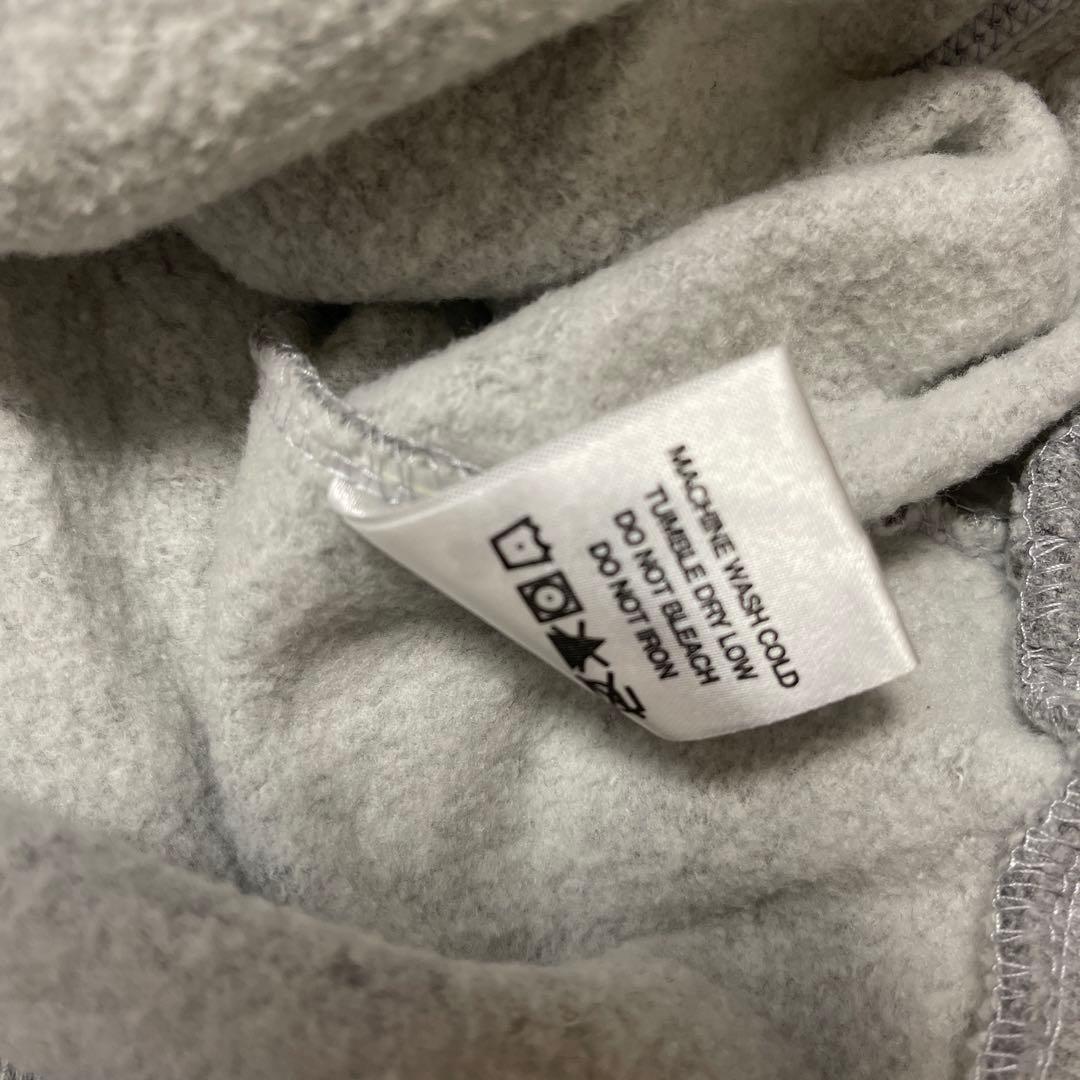 MACHINE WASH COLD
TUMBLE DRY LOW
DO NOT BLEACH
DO NOT IRON